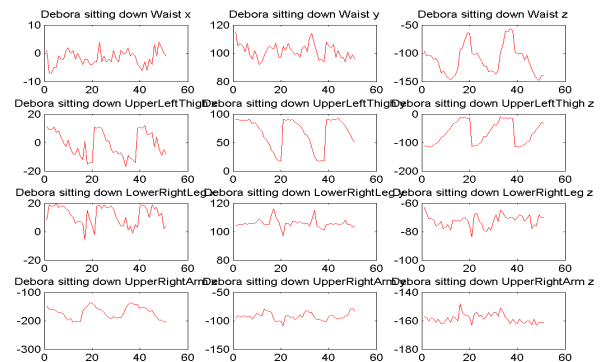 Debora sitting down Waist x
10
0
-10
0 20 40 60
Debora sitting down Waist y
120
100
80
0 20 40 60
Debora sitting down Waist z
-50
-100
-150
0 20 40 60
Debora sitting down UpperLeftThigh x
20
0
-20
0 20 40 60
Debora sitting down UpperLeftThigh y
100
50
0
0 20 40 60
Debora sitting down UpperLeftThigh z
0
-100
-200
0 20 40 60
Debora sitting down LowerRightLeg x
20
0
-20
0 20 40 60
Debora sitting down LowerRightLeg y
120
100
80
0 20 40 60
Debora sitting down LowerRightLeg z
-60
-80
-100
0 20 40 60
Debora sitting down UpperRightArm x
-100
-200
-300
0 20 40 60
Debora sitting down UpperRightArm y
-50
-100
-150
0 20 40 60
Debora sitting down UpperRightArm z
-140
-160
-180
0 20 40 60